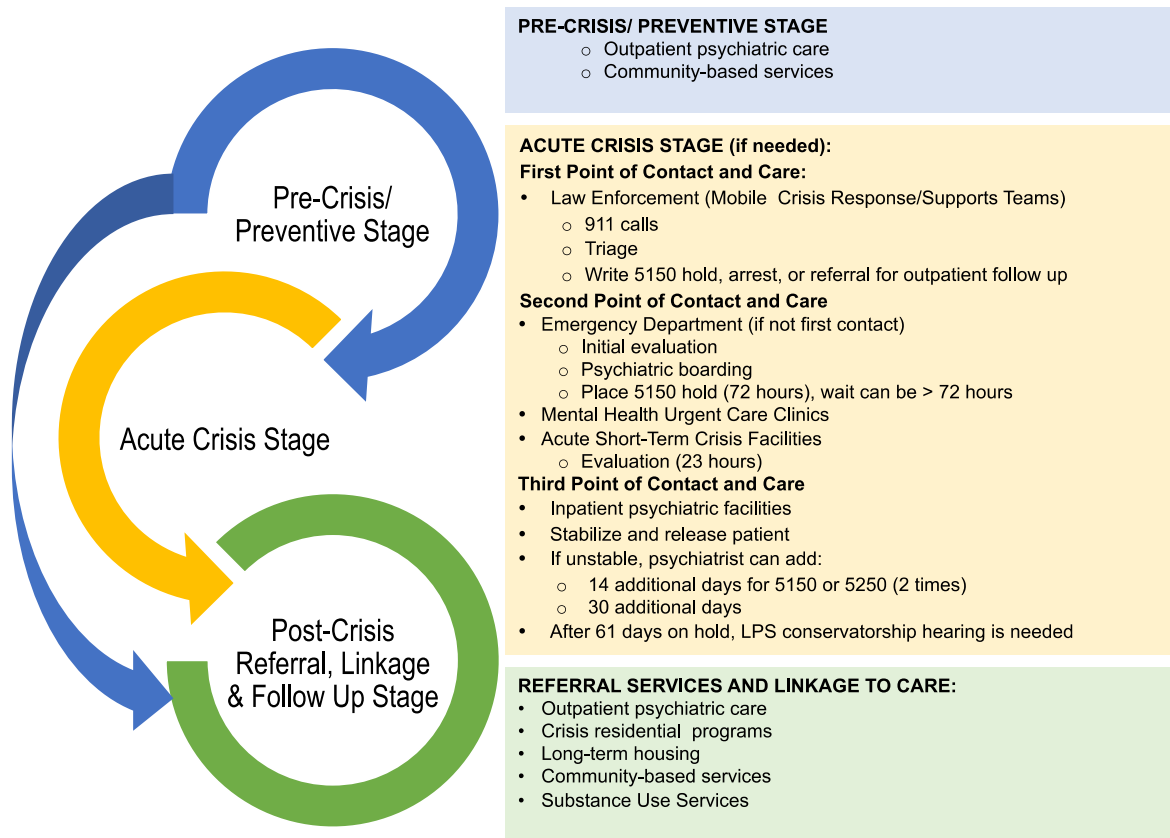 Pre-Crisis/
Preventive Stage
Acute Crisis Stage
Post-Crisis
Referral, Linkage
& Follow Up Stage
PRE-CRISIS/ PREVENTIVE STAGE
o Outpatient psychiatric care
o Community-based services
ACUTE CRISIS STAGE (if needed):
First Point of Contact and Care:
• Law Enforcement (Mobile Crisis Response/Supports Teams)
o 911 calls
o Triage
o Write 5150 hold, arrest, or referral for outpatient follow up
Second Point of Contact and Care
• Emergency Department (if not first contact)
o Initial evaluation
o Psychiatric boarding
o Place 5150 hold (72 hours), wait can be > 72 hours
• Mental Health Urgent Care Clinics
• Acute Short-Term Crisis Facilities
o Evaluation (23 hours)
Third Point of Contact and Care
• Inpatient psychiatric facilities
• Stabilize and release patient
• If unstable, psychiatrist can add:
o 14 additional days for 5150 or 5250 (2 times)
o 30 additional days
• After 61 days on hold, LPS conservatorship hearing is needed
REFERRAL SERVICES AND LINKAGE TO CARE:
• Outpatient psychiatric care
• Crisis residential programs
• Long-term housing
• Community-based services
• Substance Use Services